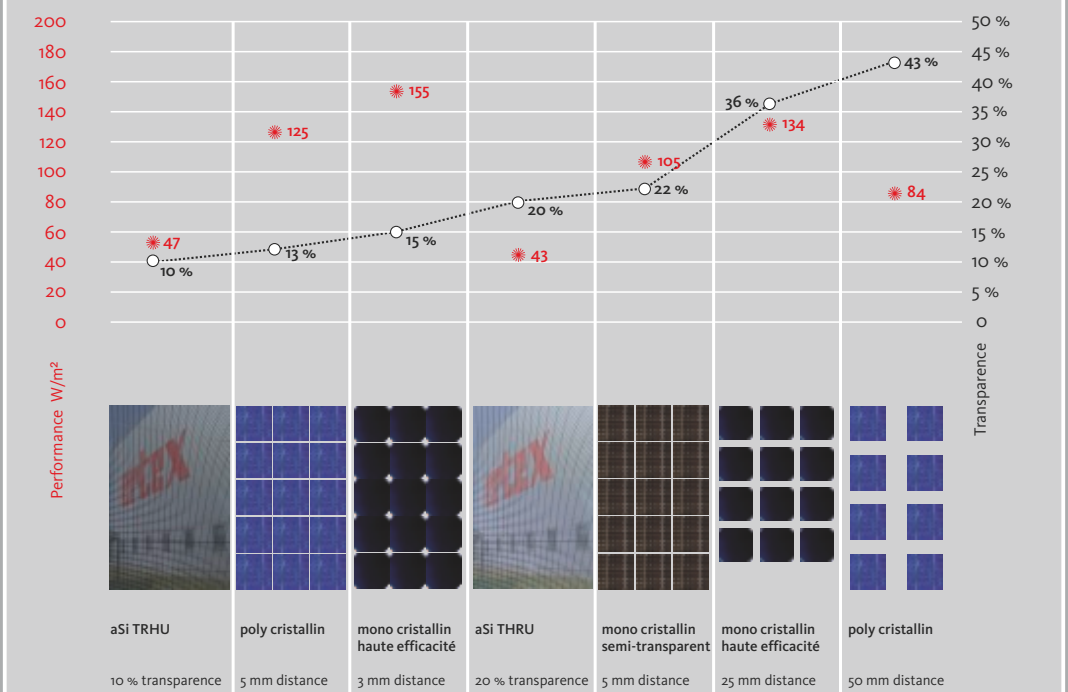 200
180
160
140
120
100
80
60
40
20
0
50 %
45 %
40 %
35 %
30 %
25 %
20 %
15 %
10 %
5 %
0
47
125
155
43
105
134
84
10 %
13 %
15 %
20 %
22 %
36 %
43 %
Performance W/m²
Transparence
aSi TRHU
10 % transparence
poly cristallin
5 mm distance
mono cristallin
haute efficacité
3 mm distance
aSi THRU
20 % transparence
mono cristallin
semi-transparent
5 mm distance
mono cristallin
haute efficacité
25 mm distance
poly cristallin
50 mm distance